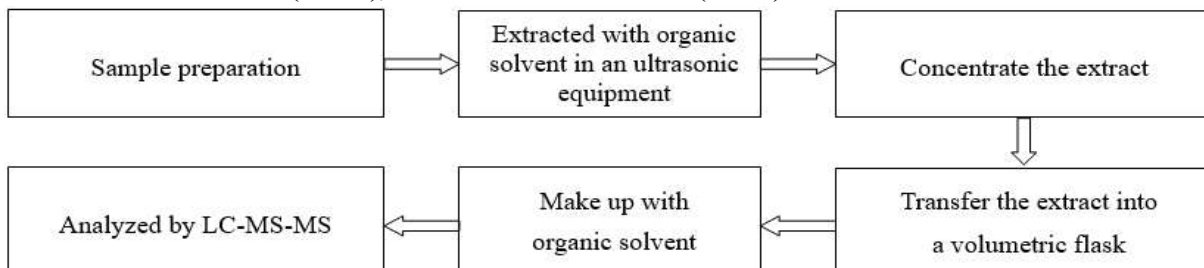 Sample preparation
Extracted with organic
solvent in an ultrasonic
equipment
Concentrate the extract
Transfer the extract into
a volumetric flask
Make up with
organic solvent
Analyzed by LC-MS-MS